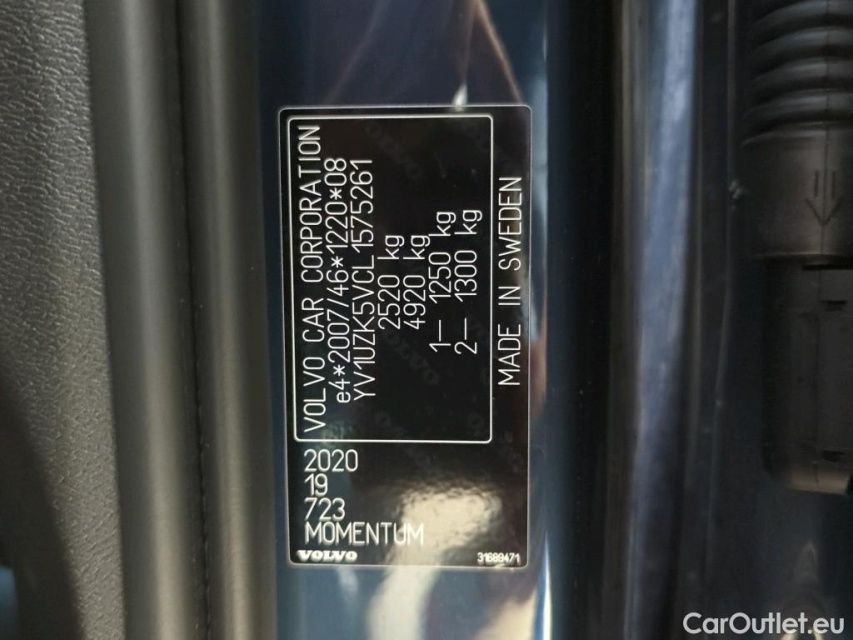 VOLVO CAR CORPORATION
e4*2007/46*1220*08
YV1UZK5VCL1575261
2520 kg
4920 kg
1— 1250 kg
2— 1300 kg
MADE IN SWEDEN
2020
19
723
MOMENTUM
VOLVO
31689471
CarOutlet.eu